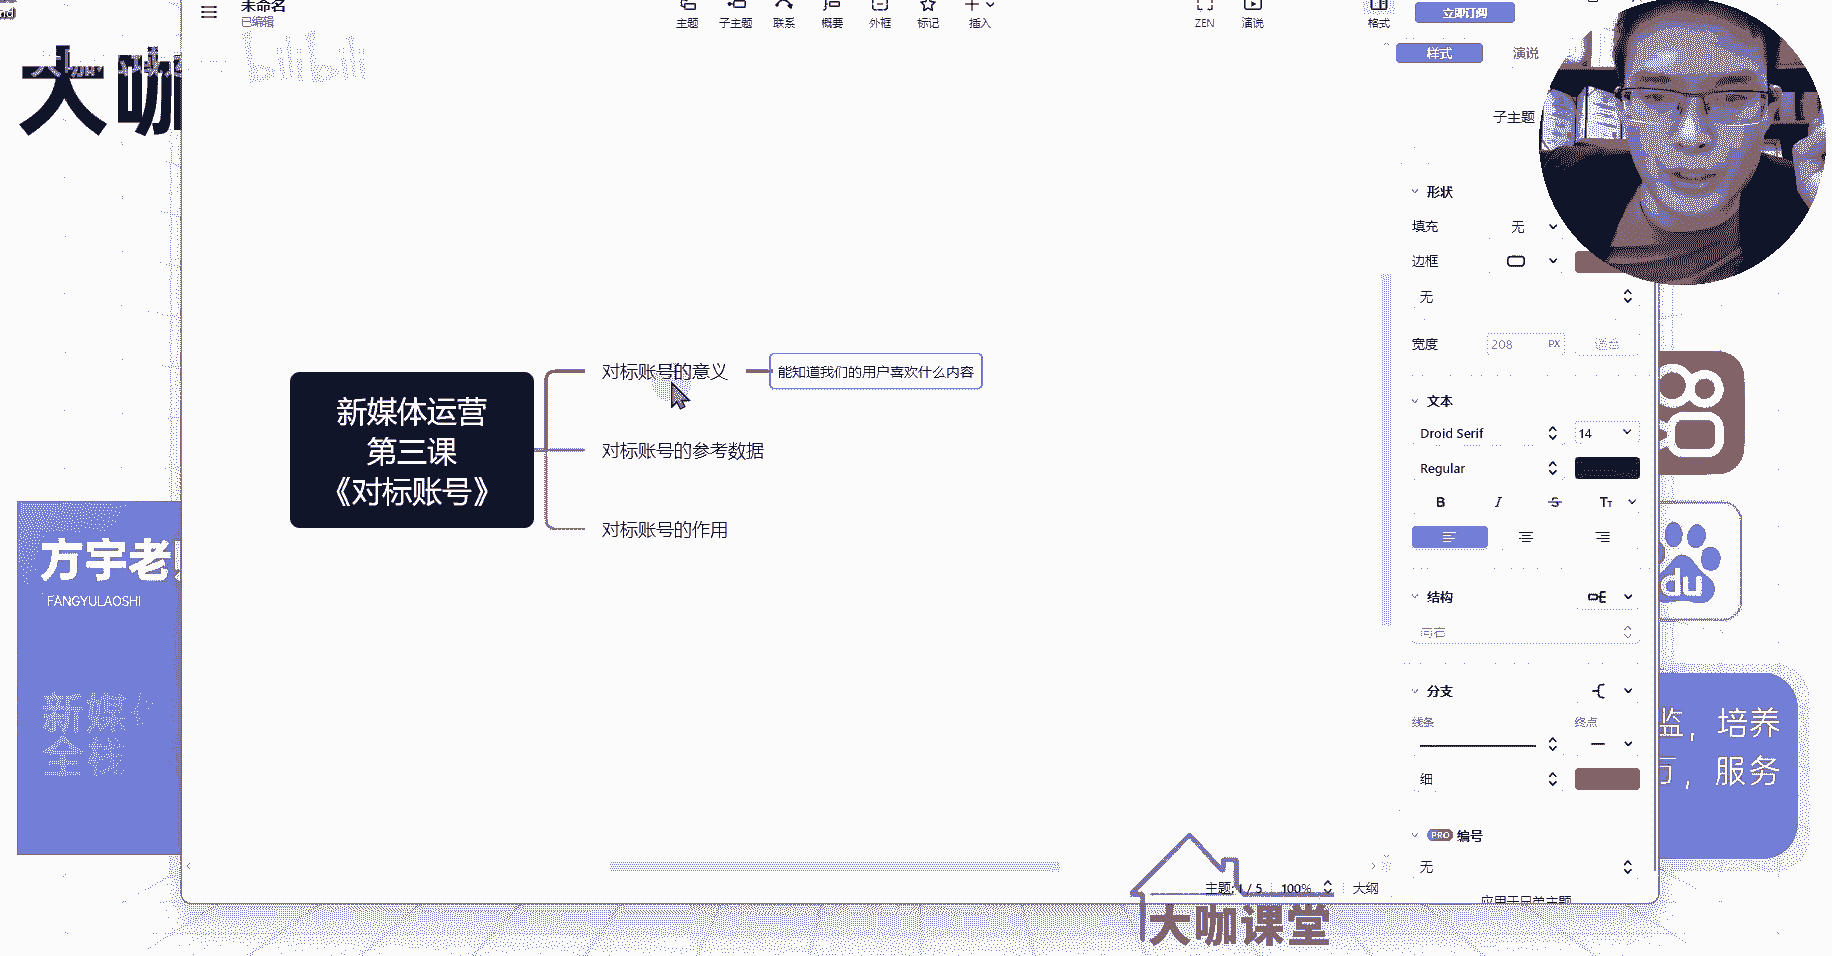 未命名
已编辑
主题
子主题
联系
概要
外框
标记
插入
ZEN
演说
格式
立即订阅
bilibili
大咖
样式
演说
子主题
形状
填充
无
边框
无
宽度
208
PX
能知道我们的用户喜欢什么内容
对标账号的意义
新媒体运营
第三课
《对标账号》
对标账号的参考数据
对标账号的作用
文本
Droid Serif
14
Regular
B
I
S
TT
方宇老
FANGYULAOSHI
结构
向右
du
分支
线条
终点
细
新媒
全栈
监，培养
万，服务
PRO 编号
无
主题: 1 / 5
100%
大纲
应用于兄弟主题
大咖课堂